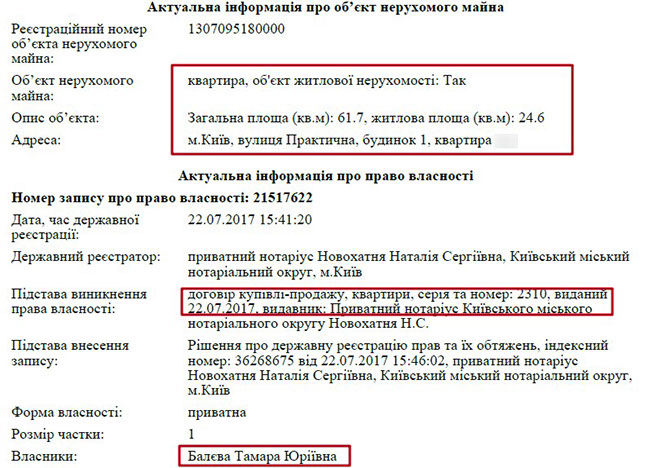 Актуальна інформація про об’єкт нерухомого майна
Реєстраційний номер 1307095180000
об’єкта нерухомого
майна:
Об’єкт нерухомого квартира, об'єкт житлової нерухомості: Так
майна:
Опис об’єкта: Загальна площа (кв.м): 61.7, житлова площа (кв.м): 24.6
Адреса: м.Київ, вулиця Практична, будинок 1, квартира
Актуальна інформація про право власності
Номер запису про право власності: 21517622
Дата, час державної 22.07.2017 15:41:20
реєстрації:
Державний реєстратор: приватний нотаріус Новохатня Наталія Сергіївна, Київський міський
нотаріальний округ, м.Київ
Підстава виникнення договір купівлі-продажу, квартири, серія та номер: 2310, виданий
права власності: 22.07.2017, видавник: Приватний нотаріус Київського міського
нотаріального округу Новохатня Н.С.
Підстава внесення Рішення про державну реєстрацію прав та їх обтяжень, індексний
запису: номер: 36268675 від 22.07.2017 15:46:02, приватний нотаріус
Новохатня Наталія Сергіївна, Київський міський нотаріальний округ,
м.Київ
Форма власності: приватна
Розмір частки: 1
Власники: Балєва Тамара Юріївна